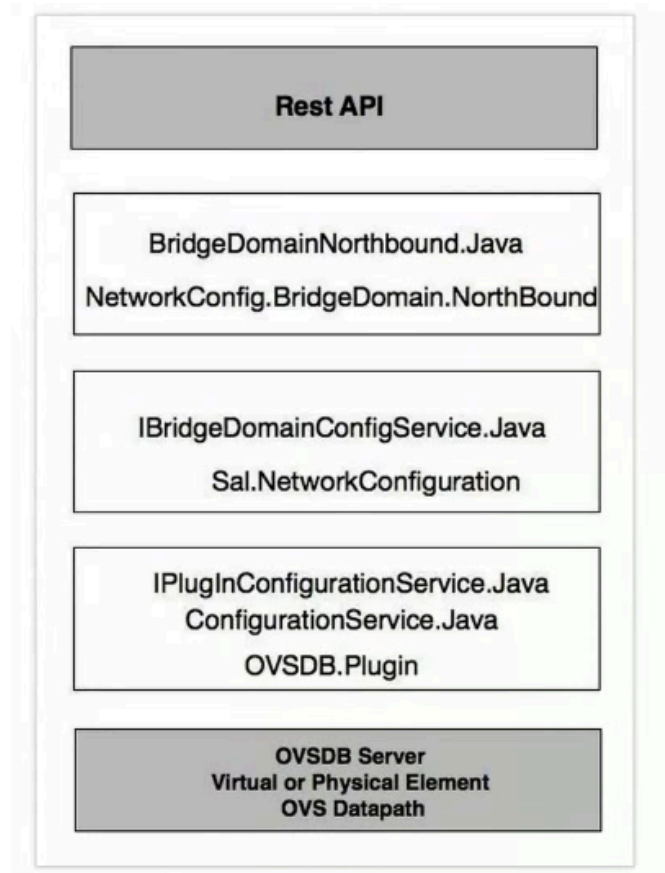 Rest API
BridgeDomainNorthbound.Java
NetworkConfig.BridgeDomain.NorthBound
IBridgeDomainConfigService.Java
Sal.NetworkConfiguration
IPlugInConfigurationService.Java
ConfigurationService.Java
OVSDB.Plugin
OVSDB Server
Virtual or Physical Element
OVS Datapath